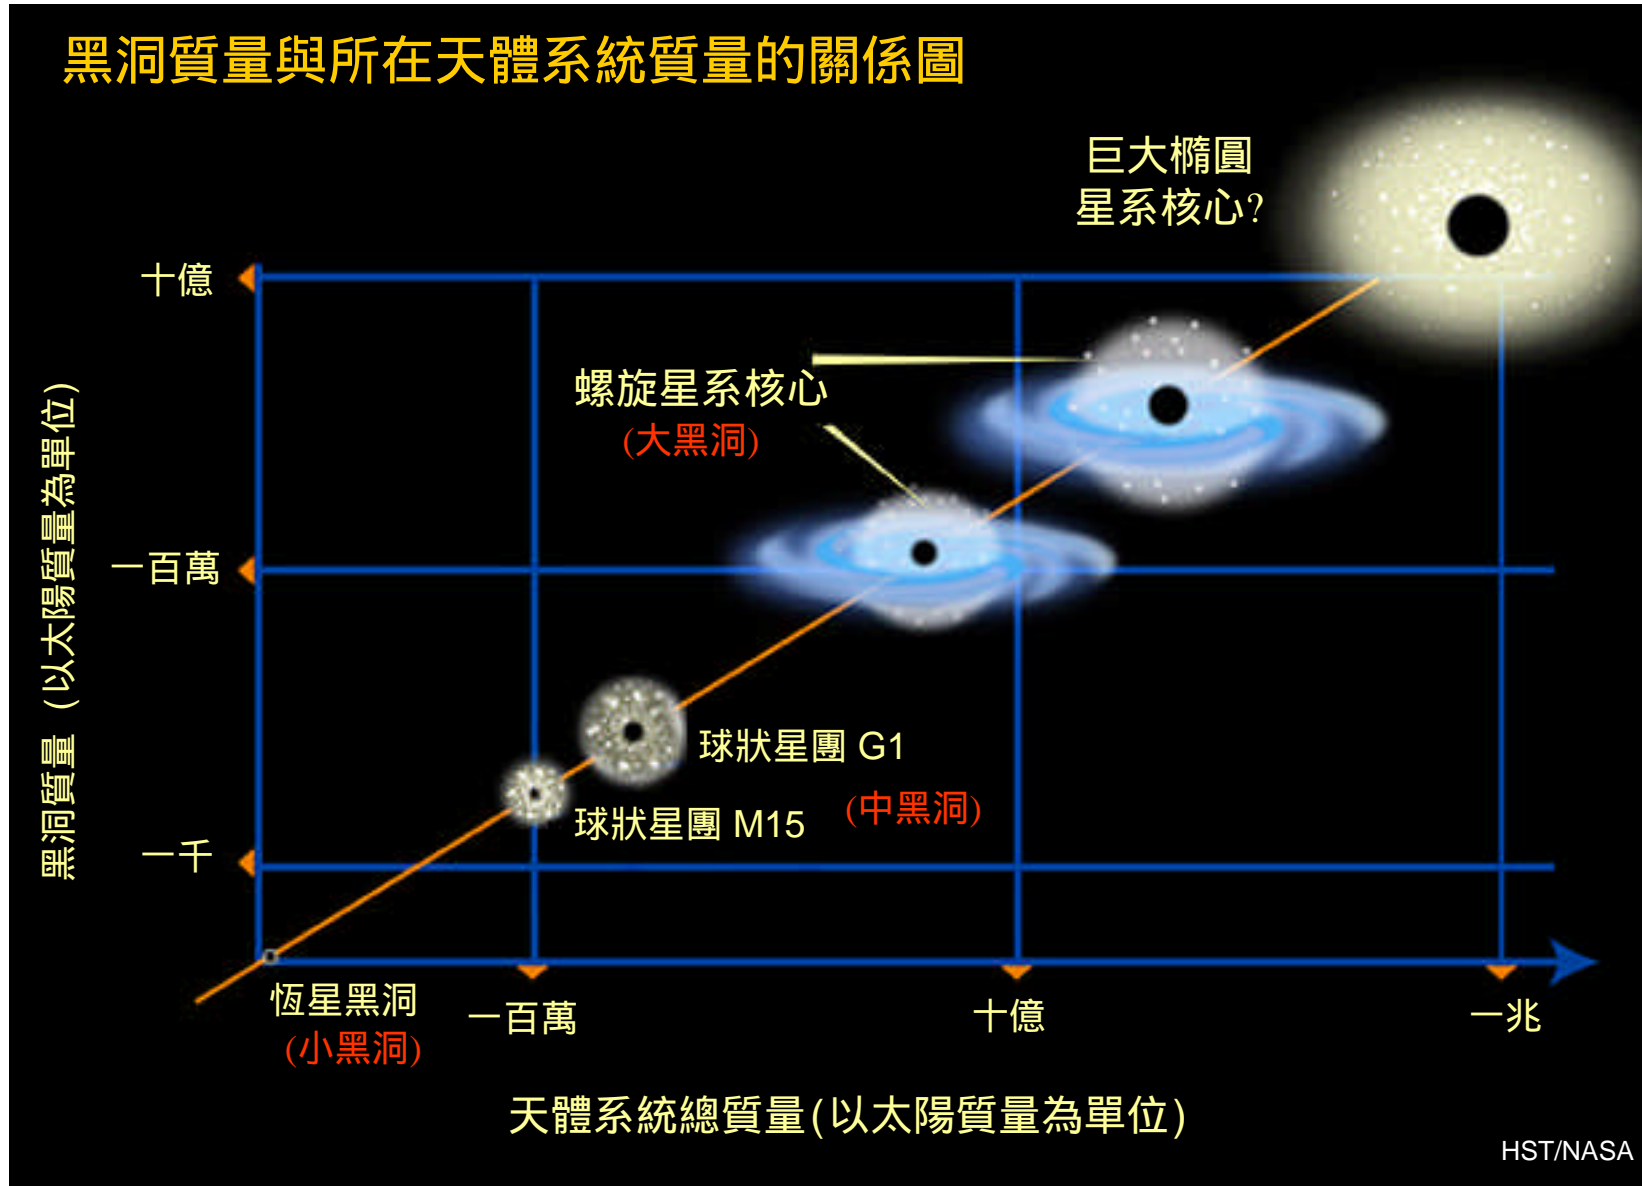 黑洞質量與所在天體系統質量的關係圖
巨大橢圓
星系核心?
十億
螺旋星系核心
(大黑洞)
黑洞質量 (以太陽質量為單位)
一百萬
球狀星團 G1
(中黑洞)
球狀星團 M15
一千
恆星黑洞
(小黑洞)
一百萬
十億
一兆
天體系統總質量(以太陽質量為單位)
HST/NASA